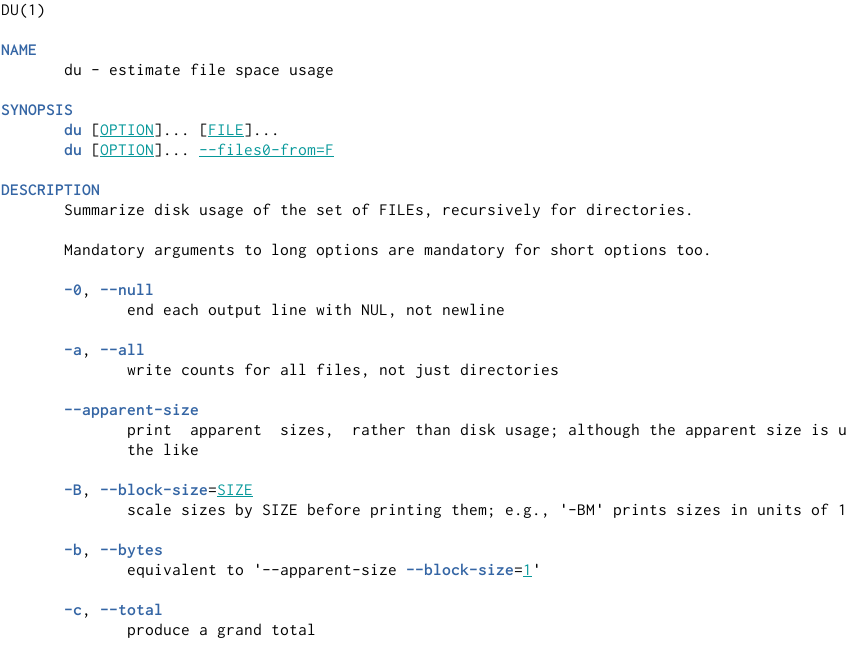 DU(1)
NAME
du - estimate file space usage
SYNOPSIS
du [OPTION]... [FILE]...
du [OPTION]... --files0-from=F
DESCRIPTION
Summarize disk usage of the set of FILEs, recursively for directories.
Mandatory arguments to long options are mandatory for short options too.
-0, --null
end each output line with NUL, not newline
-a, --all
write counts for all files, not just directories
--apparent-size
print  apparent  sizes,  rather than disk usage; although the apparent size is u
the like
-B, --block-size=SIZE
scale sizes by SIZE before printing them; e.g., '-BM' prints sizes in units of 1
-b, --bytes
equivalent to '--apparent-size --block-size=1'
-c, --total
produce a grand total